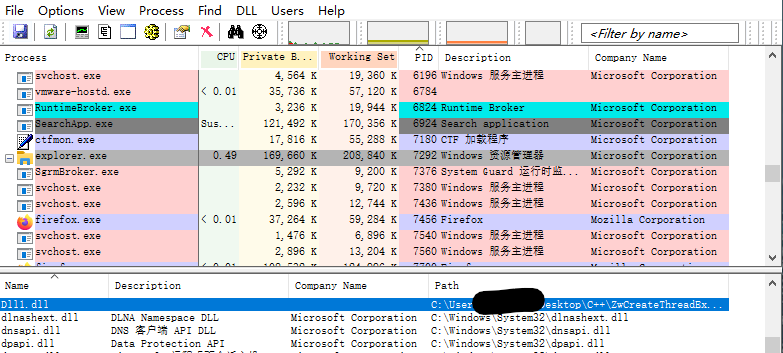 File Options View Process Find DLL Users Help
<Filter by name>
Process CPU Private B... Working Set PID Description Company Name
svchost.exe 4,564 K 19,360 K 6196 Windows 服务主进程 Microsoft Corporation
vmware-hostd.exe < 0.01 35,736 K 57,120 K 6784
RuntimeBroker.exe 3,236 K 19,944 K 6824 Runtime Broker Microsoft Corporation
SearchApp.exe Sus... 121,492 K 170,356 K 6924 Search application Microsoft Corporation
ctfmon.exe 17,816 K 55,288 K 7180 CTF 加载程序 Microsoft Corporation
explorer.exe 0.49 169,660 K 208,840 K 7292 Windows 资源管理器 Microsoft Corporation
SgrmBroker.exe 5,292 K 9,200 K 7376 System Guard 运行时监... Microsoft Corporation
svchost.exe 2,232 K 9,720 K 7380 Windows 服务主进程 Microsoft Corporation
svchost.exe 2,596 K 12,744 K 7436 Windows 服务主进程 Microsoft Corporation
firefox.exe < 0.01 37,264 K 59,284 K 7456 Firefox Mozilla Corporation
svchost.exe 1,476 K 6,896 K 7540 Windows 服务主进程 Microsoft Corporation
svchost.exe 2,896 K 13,204 K 7560 Windows 服务主进程 Microsoft Corporation
Name Description Company Name Path
Dll1.dll C:\User esktop\C++\ZwCreateThreadEx...
dlnashext.dll DLNA Namespace DLL Microsoft Corporation C:\Windows\System32\dlnashext.dll
dnsapi.dll DNS 客户端 API DLL Microsoft Corporation C:\Windows\System32\dnsapi.dll
dpapi.dll Data Protection API Microsoft Corporation C:\Windows\System32\dpapi.dll